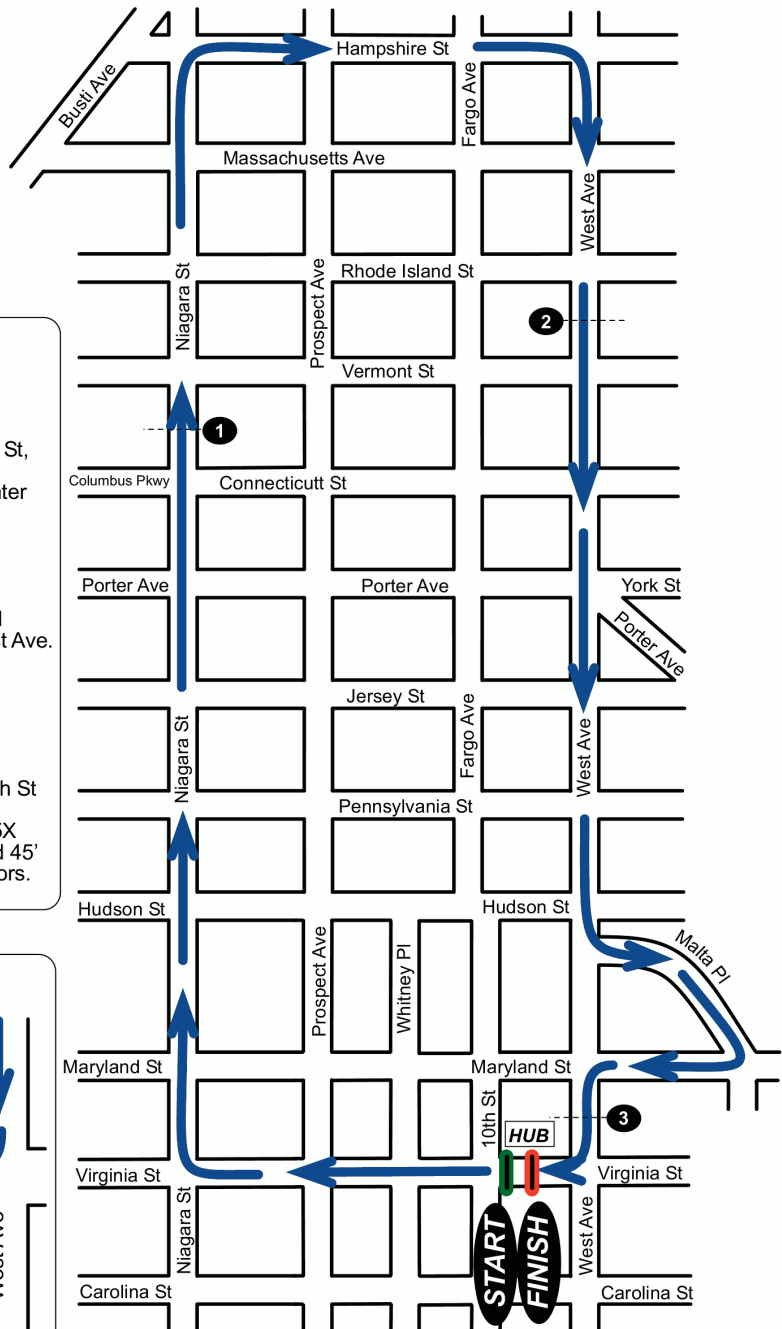 Hampshire St
Busti Ave
Fargo Ave
Massachusetts Ave
West Ave
Rhode Island St
Niagara St
Prospect Ave
2
Vermont St
1
St,
Columbus Pkwy
Connecticutt St
Porter Ave
Porter Ave
York St
Porter Ave
t Ave.
Jersey St
Niagara St
Fargo Ave
West Ave
h St
Pennsylvania St
5X
d 45'
ors.
Hudson St
Hudson St
Prospect Ave
Whitney Pl
Malta Pl
Maryland St
Maryland St
10th St
3
HUB
Virginia St
Virginia St
Niagara St
START
FINISH
West Ave
Carolina St
Carolina St